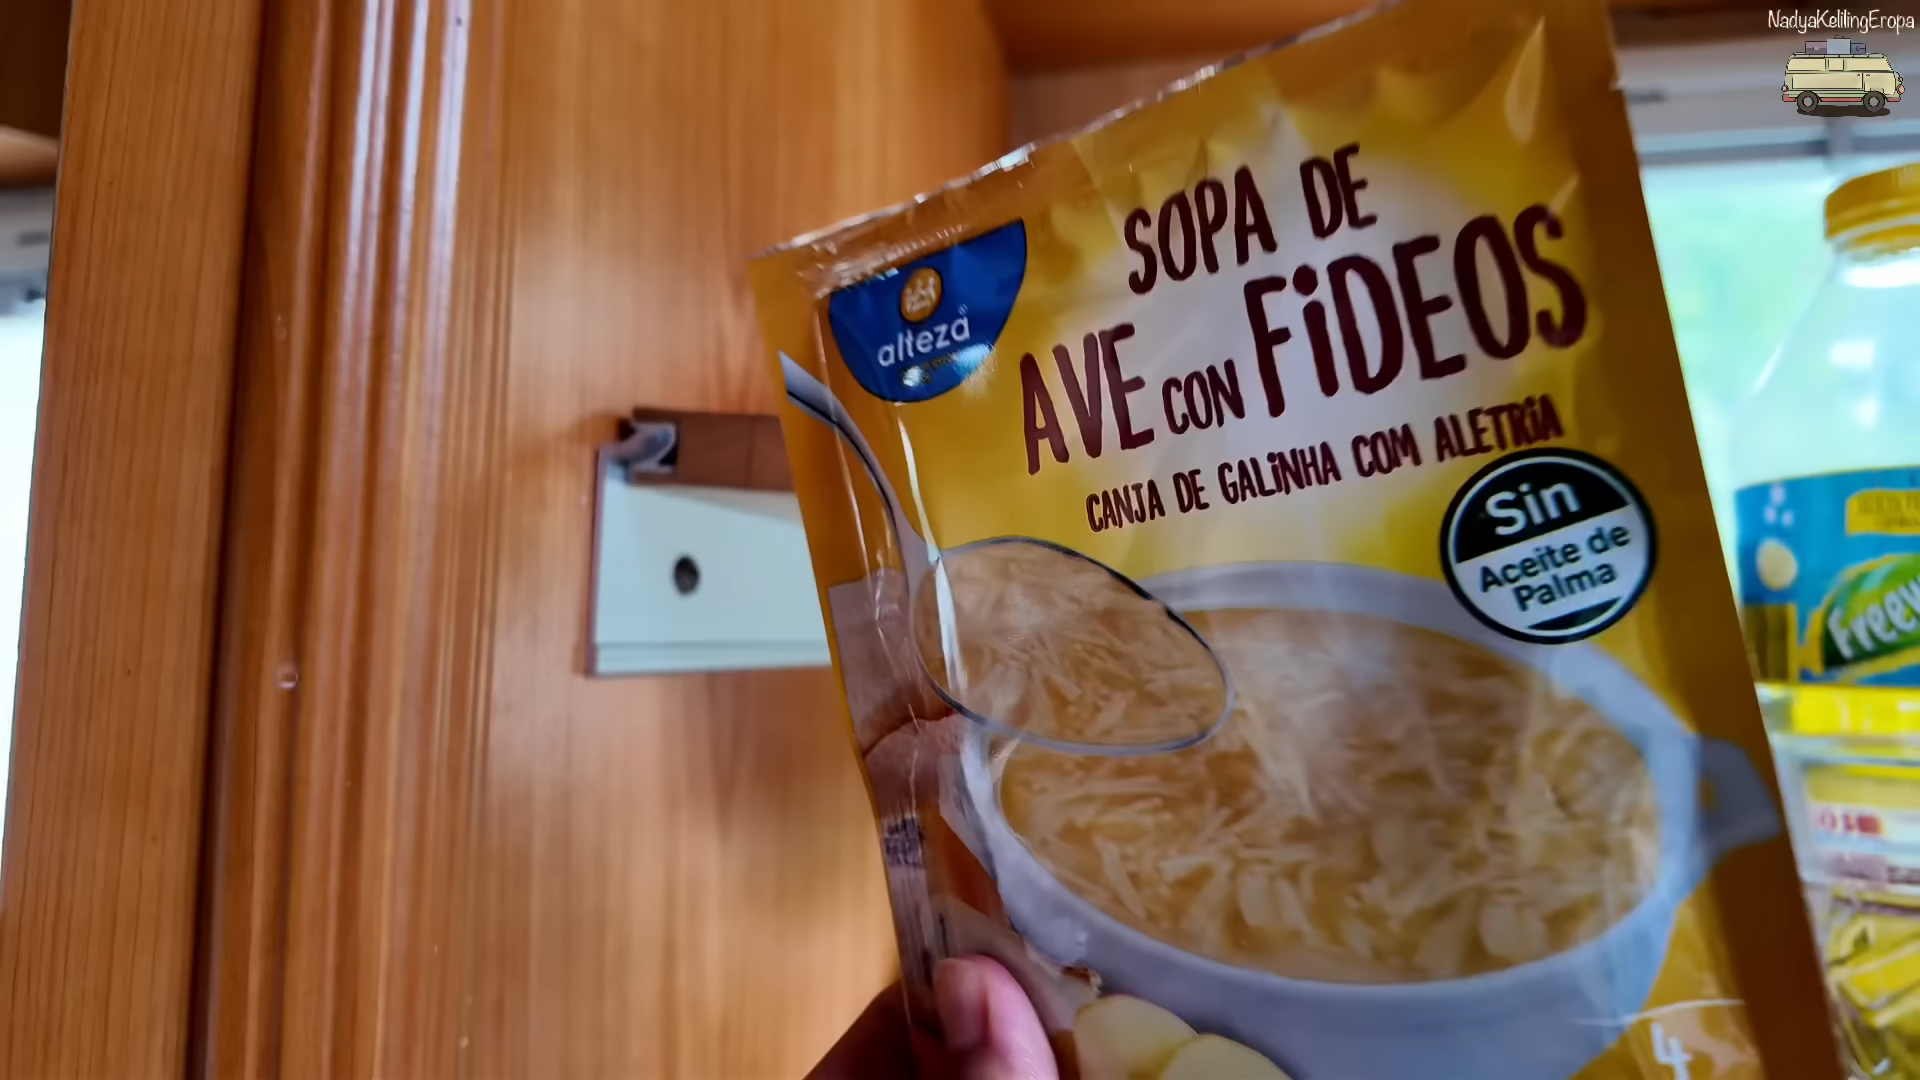 NadyaKelilingEropa
SOPA DE
AVE CON FiDEOS
CANJA DE GALiNHA COM ALETRiA
alteza
Sin
Aceite de
Palma
4